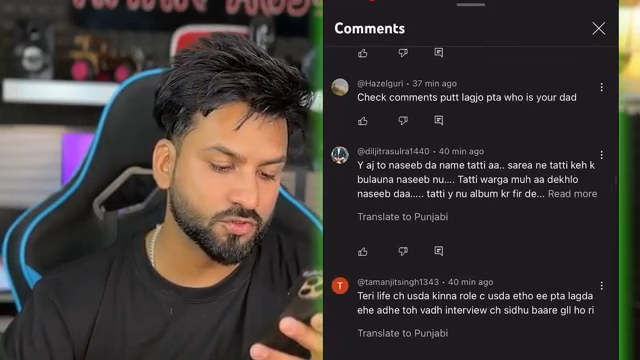 Comments
@Hazelguri • 37 min ago
Check comments putt lagjo pta who is your dad
@diljitrasulra1440 • 40 min ago
Y aj to naseeb da name tatti aa.. sarea ne tatti keh k
bulauna naseeb nu.... Tatti warga muh aa dekhlo
naseeb daa..... tatti y nu album kr fir de... Read more
Translate to Punjabi
T
@tamanjitsingh1343 • 40 min ago
Teri life ch usda kinna role c usda etho ee pta lagda
ehe adhe toh vadh interview ch sidhu baare gll ho ri
Translate to Punjabi